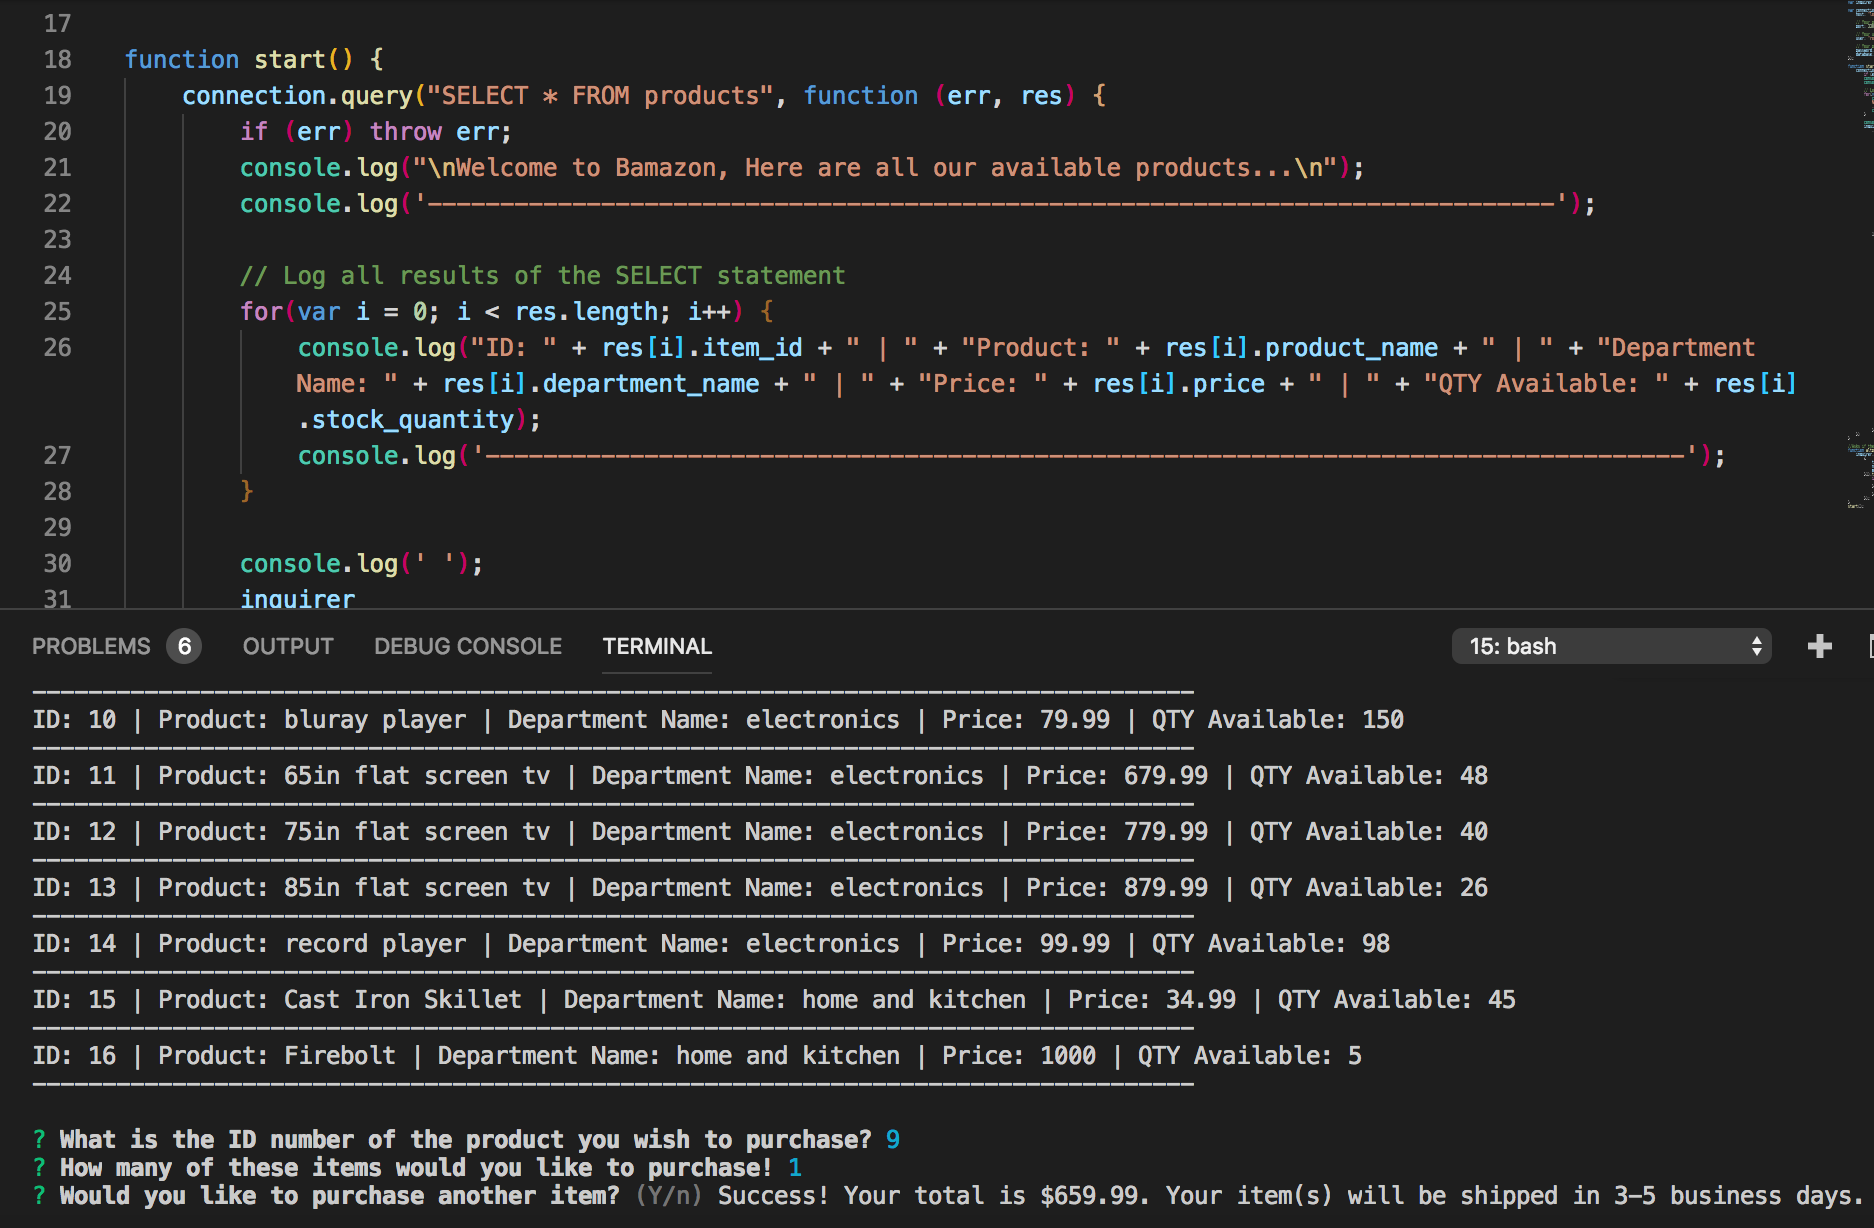 17
18 function start() {
19 connection.query("SELECT * FROM products", function (err, res) {
20 if (err) throw err;
21 console.log("\nWelcome to Bamazon, Here are all our available products...\n");
22 console.log('------------------------------------------------------------------------------');
23
24 // Log all results of the SELECT statement
25 for(var i = 0; i < res.length; i++) {
26 console.log("ID: " + res[i].item_id + " | " + "Product: " + res[i].product_name + " | " + "Department
Name: " + res[i].department_name + " | " + "Price: " + res[i].price + " | " + "QTY Available: " + res[i]
.stock_quantity);
27 console.log('-----------------------------------------------------------------------------------');
28 }
29
30 console.log(' ');
31 inquirer
PROBLEMS 6 OUTPUT DEBUG CONSOLE TERMINAL 15: bash
-----------------------------------------------------------------------------------
ID: 10 | Product: bluray player | Department Name: electronics | Price: 79.99 | QTY Available: 150
-----------------------------------------------------------------------------------
ID: 11 | Product: 65in flat screen tv | Department Name: electronics | Price: 679.99 | QTY Available: 48
-----------------------------------------------------------------------------------
ID: 12 | Product: 75in flat screen tv | Department Name: electronics | Price: 779.99 | QTY Available: 40
-----------------------------------------------------------------------------------
ID: 13 | Product: 85in flat screen tv | Department Name: electronics | Price: 879.99 | QTY Available: 26
-----------------------------------------------------------------------------------
ID: 14 | Product: record player | Department Name: electronics | Price: 99.99 | QTY Available: 98
-----------------------------------------------------------------------------------
ID: 15 | Product: Cast Iron Skillet | Department Name: home and kitchen | Price: 34.99 | QTY Available: 45
-----------------------------------------------------------------------------------
ID: 16 | Product: Firebolt | Department Name: home and kitchen | Price: 1000 | QTY Available: 5
-----------------------------------------------------------------------------------
? What is the ID number of the product you wish to purchase? 9
? How many of these items would you like to purchase! 1
? Would you like to purchase another item? (Y/n) Success! Your total is $659.99. Your item(s) will be shipped in 3-5 business days.